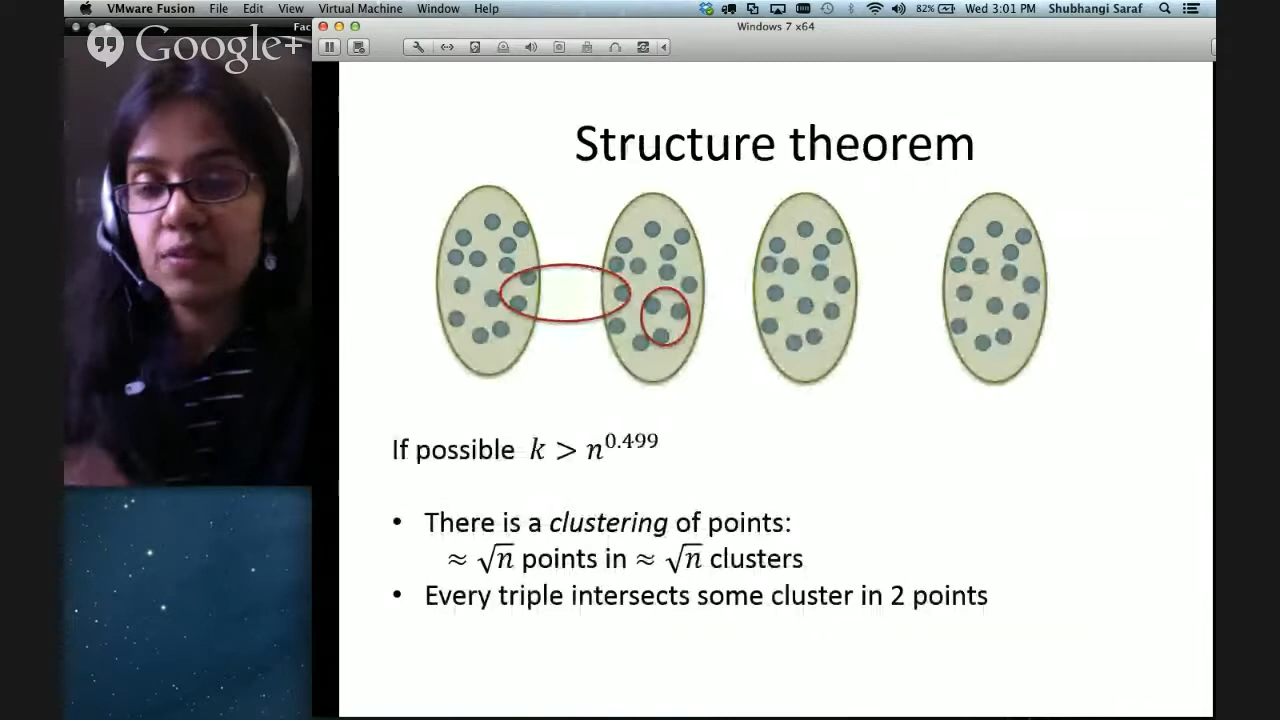 VMware Fusion File Edit View Virtual Machine Window Help 82% Wed 3:01 PM Shubhangi Saraf
Fac
Windows 7 x64
Google+
Structure theorem
If possible k > n^0.499
• There is a clustering of points:
≈ √n points in ≈ √n clusters
• Every triple intersects some cluster in 2 points